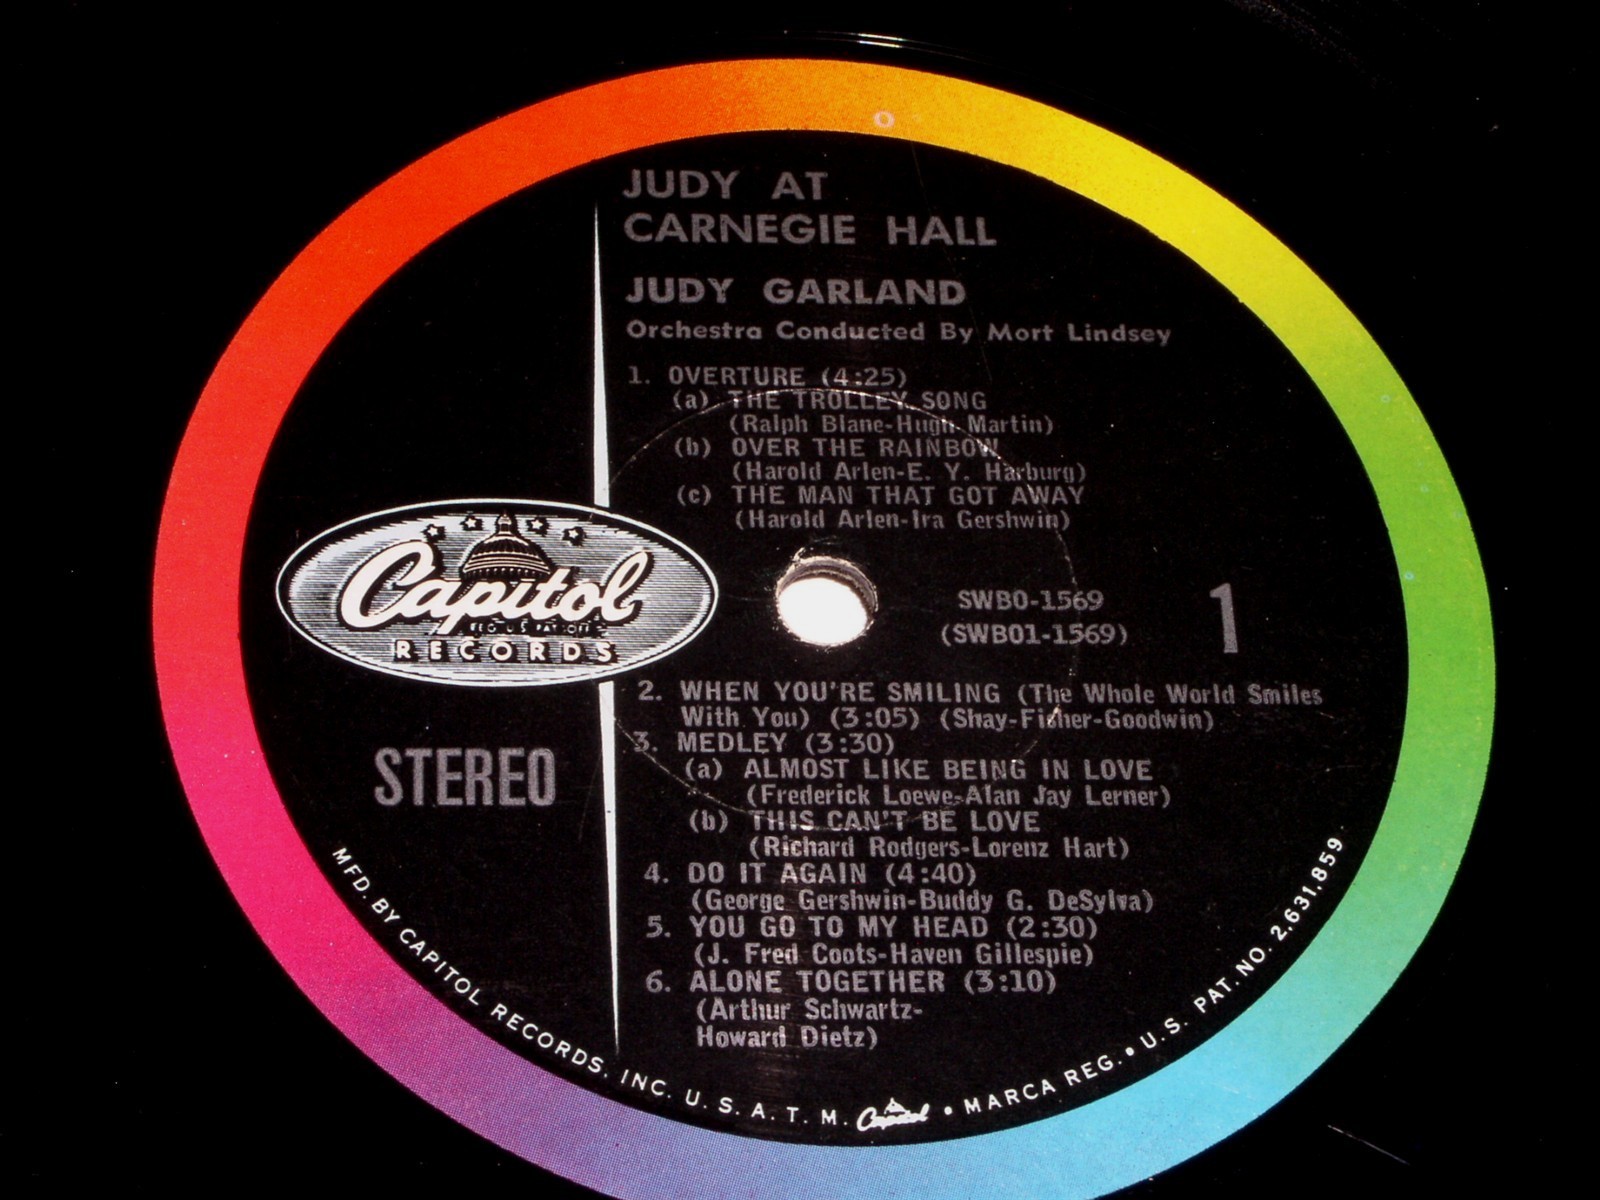 JUDY AT
CARNEGIE HALL
JUDY GARLAND
Orchestra Conducted By Mort Lindsey
1. OVERTURE (4:25)
(a) THE TROLLEY SONG
(Ralph Blane-Hugh Martin)
(b) OVER THE RAINBOW
(Harold Arlen-E. Y. Harburg)
(c) THE MAN THAT GOT AWAY
(Harold Arlen-Ira Gershwin)
Capitol
REG. U.S. PAT. OFF.
RECORDS
SWBO-1569
(SWBO1-1569)
1
2. WHEN YOU'RE SMILING (The Whole World Smiles
With You) (3:05) (Shay-Fisher-Goodwin)
3. MEDLEY (3:30)
(a) ALMOST LIKE BEING IN LOVE
(Frederick Loewe-Alan Jay Lerner)
(b) THIS CAN'T BE LOVE
(Richard Rodgers-Lorenz Hart)
4. DO IT AGAIN (4:40)
(George Gershwin-Buddy G. DeSylva)
5. YOU GO TO MY HEAD (2:30)
(J. Fred Coots-Haven Gillespie)
6. ALONE TOGETHER (3:10)
(Arthur Schwartz-
Howard Dietz)
STEREO
MFD. BY CAPITOL RECORDS, INC. U.S.A. T.M. Capitol • MARCA REG. • U.S. PAT. NO. 2,631,859